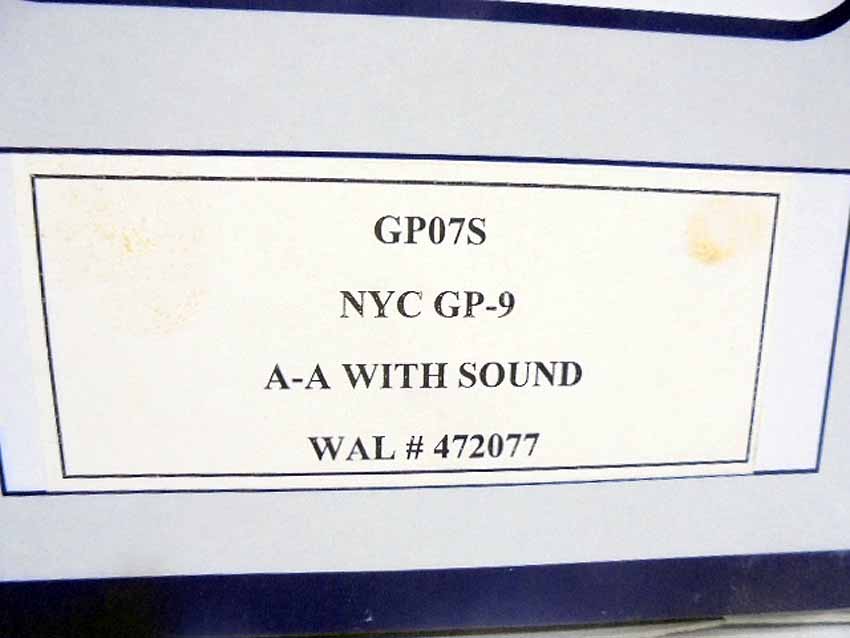 GP07S
NYC GP-9
A-A WITH SOUND
WAL # 472077